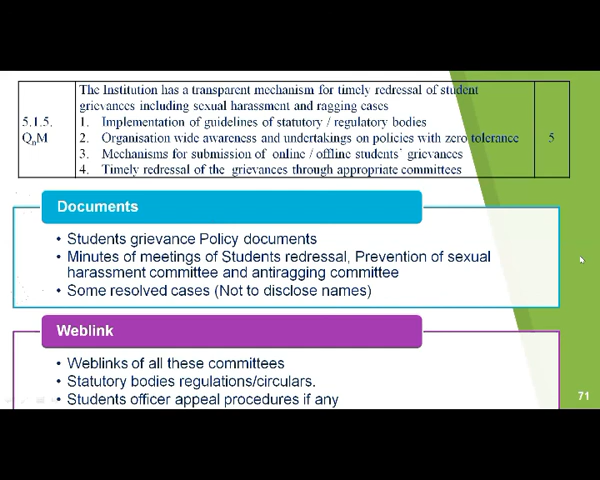 The Institution has a transparent mechanism for timely redressal of student
grievances including sexual harassment and ragging cases
5.1.5.
QnM
1. Implementation of guidelines of statutory / regulatory bodies
2. Organisation wide awareness and undertakings on policies with zero tolerance
3. Mechanisms for submission of online / offline students' grievances
4. Timely redressal of the grievances through appropriate committees
5
Documents
• Students grievance Policy documents
• Minutes of meetings of Students redressal, Prevention of sexual
harassment committee and antiragging committee
• Some resolved cases (Not to disclose names)
Weblink
• Weblinks of all these committees
• Statutory bodies regulations/circulars.
• Students officer appeal procedures if any
71